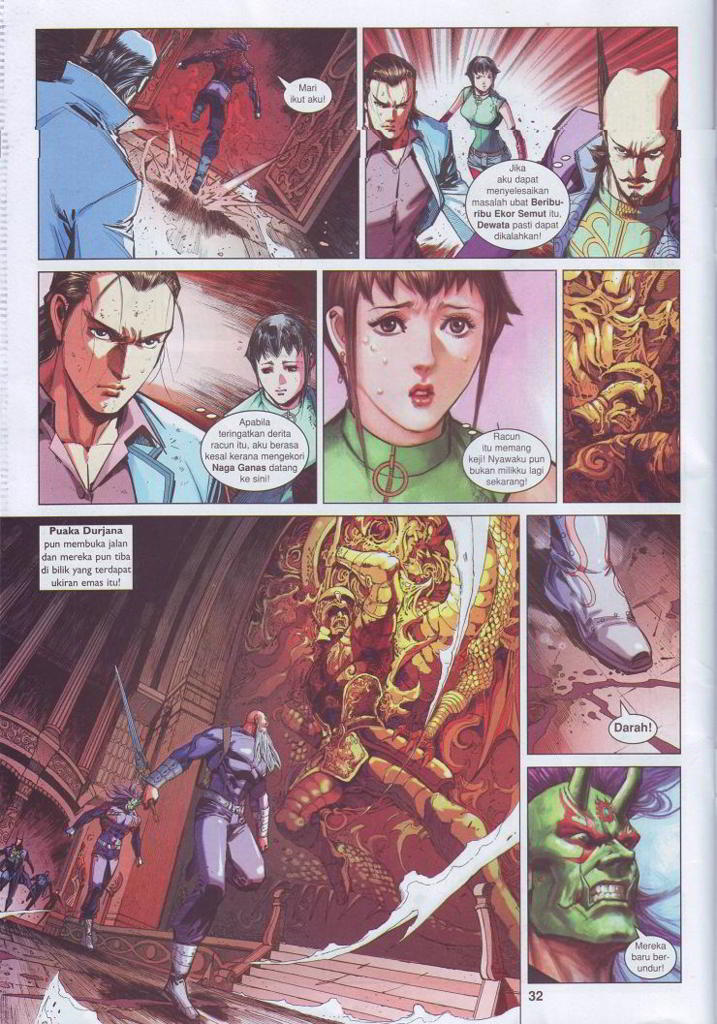 Mari
ikut aku!
Jika
aku dapat
menyelesaikan
masalah ubat Beribu-
ribu Ekor Semut itu,
Dewata pasti dapat
dikalahkan!
Apabila
teringatkan derita
racun itu, aku berasa
kesal kerana mengekori
Naga Ganas datang
ke sini!
Racun
itu memang
keji! Nyawaku pun
bukan milikku lagi
sekarang!
Puaka Durjana
pun membuka jalan
dan mereka pun tiba
di bilik yang terdapat
ukiran emas itu!
Darah!
Mereka
baru ber-
undur!
32